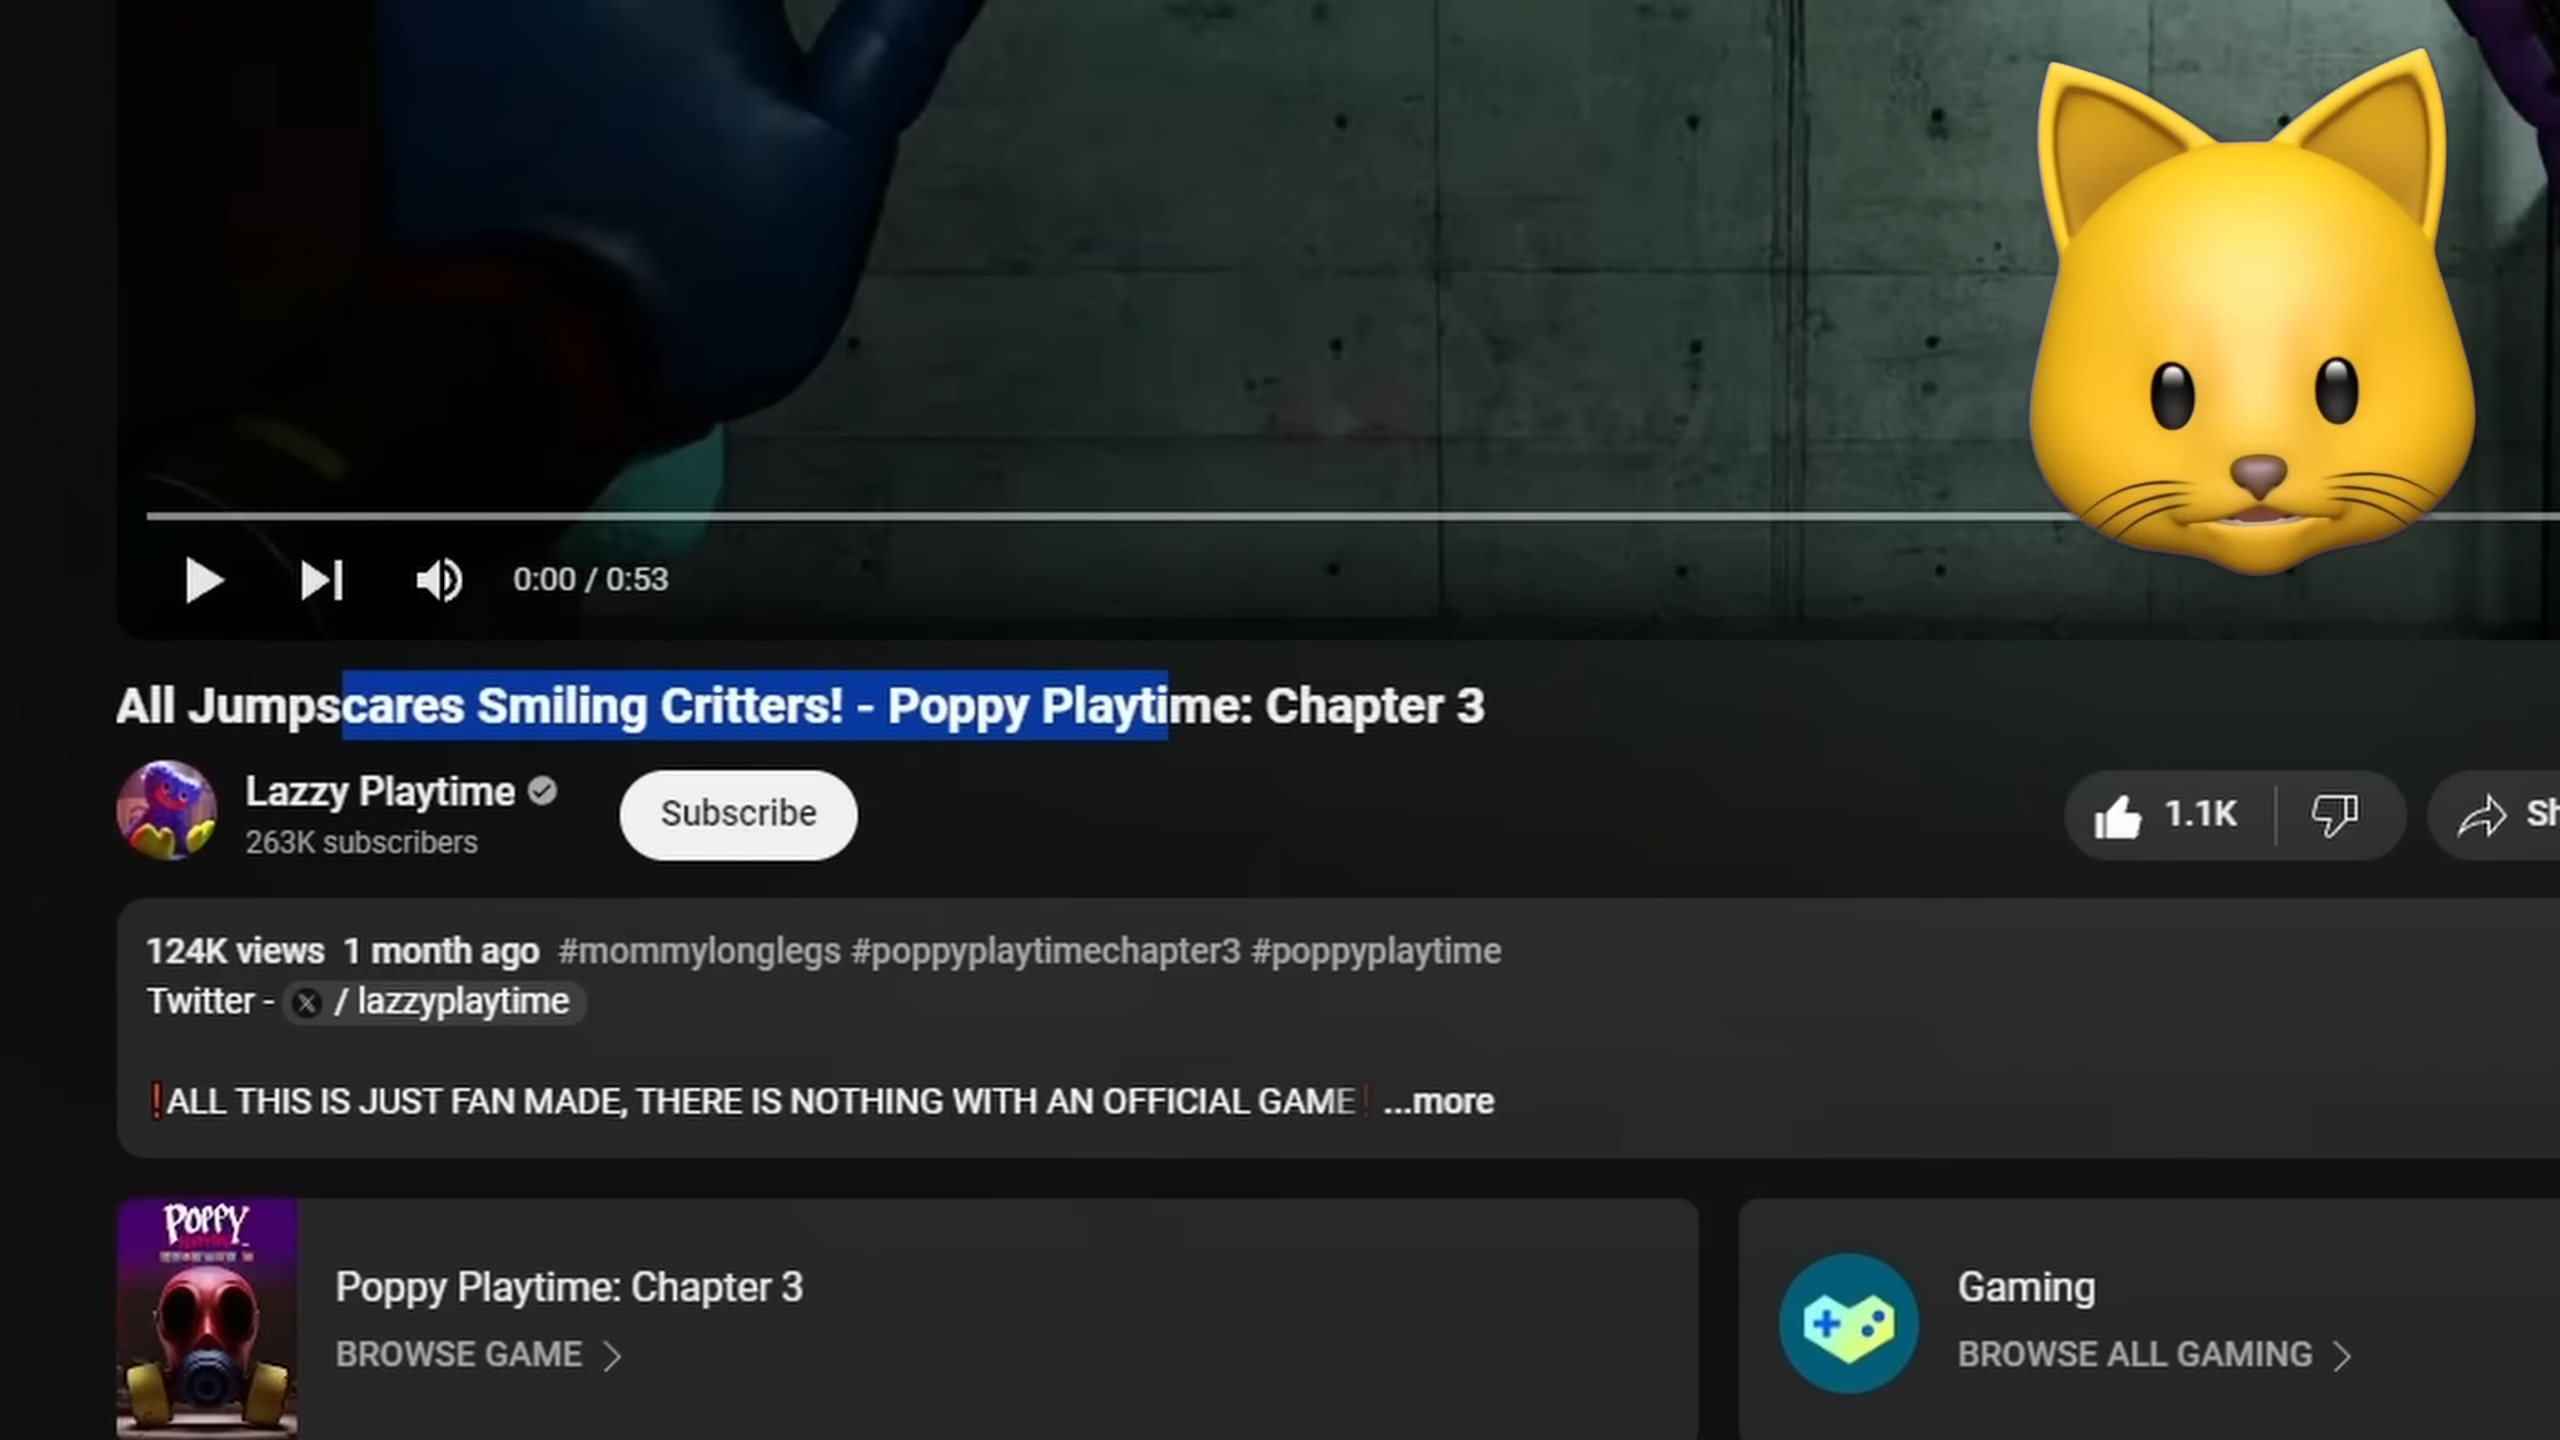 0:00 / 0:53
All Jumpscares Smiling Critters! - Poppy Playtime: Chapter 3
Lazzy Playtime
263K subscribers
Subscribe
1.1K
Sh
124K views 1 month ago #mommylonglegs #poppyplaytimechapter3 #poppyplaytime
Twitter - X / lazzyplaytime
❗ALL THIS IS JUST FAN MADE, THERE IS NOTHING WITH AN OFFICIAL GAME❗ ...more
POPPY
Poppy Playtime: Chapter 3
BROWSE GAME
Gaming
BROWSE ALL GAMING